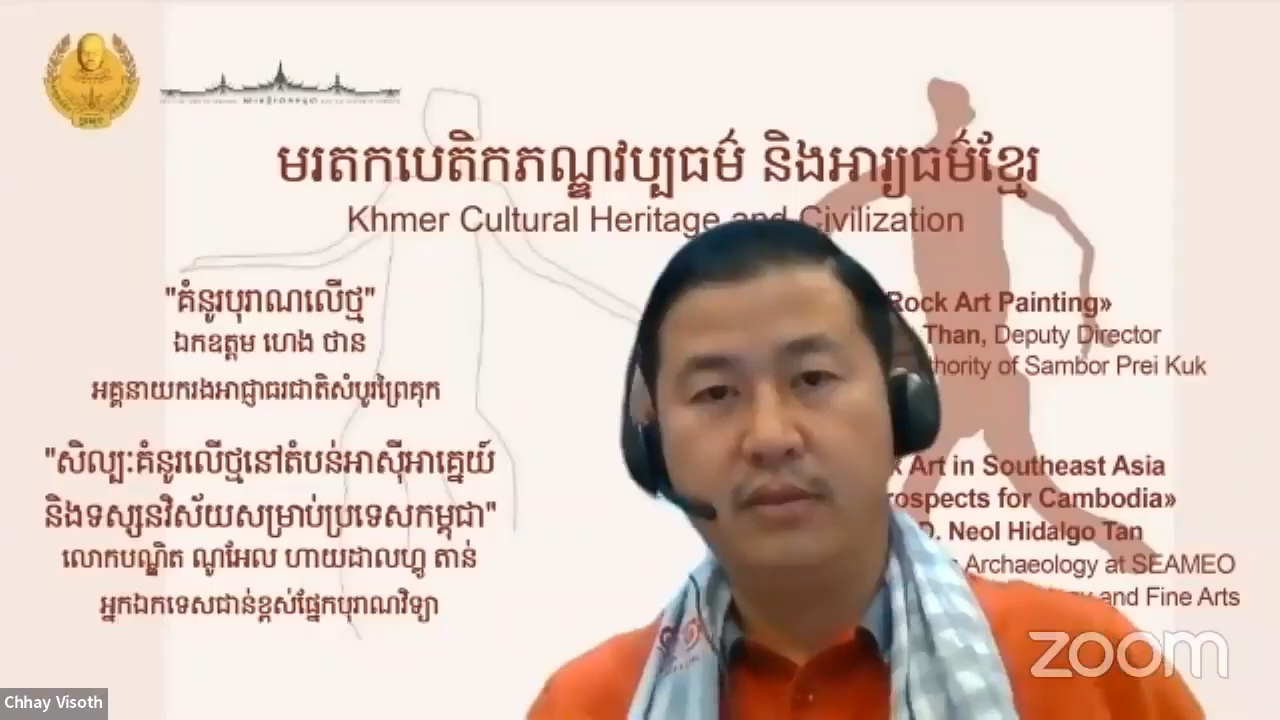 មរតកបេតិកភណ្ឌវប្បធម៌ និងអារ្យធម៌ខ្មែរ
Khmer Cultural Heritage and Civilization
"គំនូរបុរាណលើថ្ម"
ឯកឧត្តម ហេង ថាន
អគ្គនាយករងអាជ្ញាធរជាតិសំបូរព្រៃគុក
"សិល្បៈគំនូរលើថ្មនៅតំបន់អាស៊ីអាគ្នេយ៍
និងទស្សនវិស័យសម្រាប់ប្រទេសកម្ពុជា"
លោកបណ្ឌិត ណូអែល ហាយដាលហ្គូ តាន់
អ្នកឯកទេសជាន់ខ្ពស់ផ្នែកបុរាណវិទ្យា
Rock Art Painting»
Than, Deputy Director
of Sambor Prei Kuk
Art in Southeast Asia
for Cambodia»
D. Neol Hidalgo Tan
Archaeology at SEAMEO
and Fine Arts
zoom
Chhay Visoth